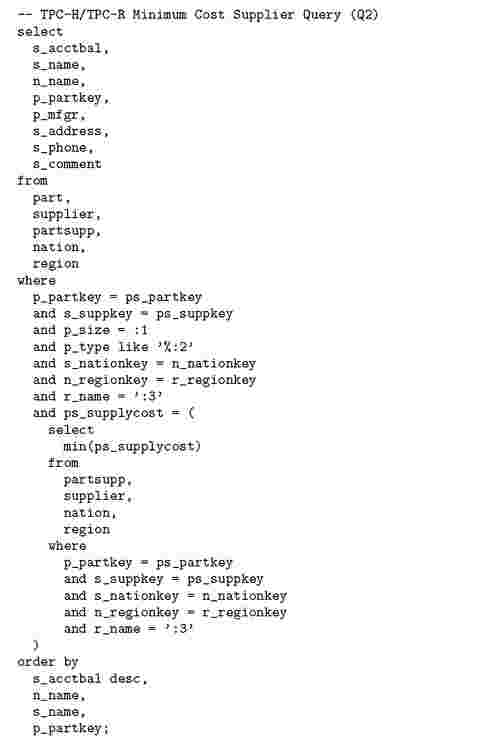 -- TPC-H/TPC-R Minimum Cost Supplier Query (Q2)
select
  s_acctbal,
  s_name,
  n_name,
  p_partkey,
  p_mfgr,
  s_address,
  s_phone,
  s_comment
from
  part,
  supplier,
  partsupp,
  nation,
  region
where
  p_partkey = ps_partkey
  and s_suppkey = ps_suppkey
  and p_size = :1
  and p_type like '%:2'
  and s_nationkey = n_nationkey
  and n_regionkey = r_regionkey
  and r_name = ':3'
  and ps_supplycost = (
    select
      min(ps_supplycost)
    from
      partsupp,
      supplier,
      nation,
      region
    where
      p_partkey = ps_partkey
      and s_suppkey = ps_suppkey
      and s_nationkey = n_nationkey
      and n_regionkey = r_regionkey
      and r_name = ':3'
  )
order by
  s_acctbal desc,
  n_name,
  s_name,
  p_partkey;